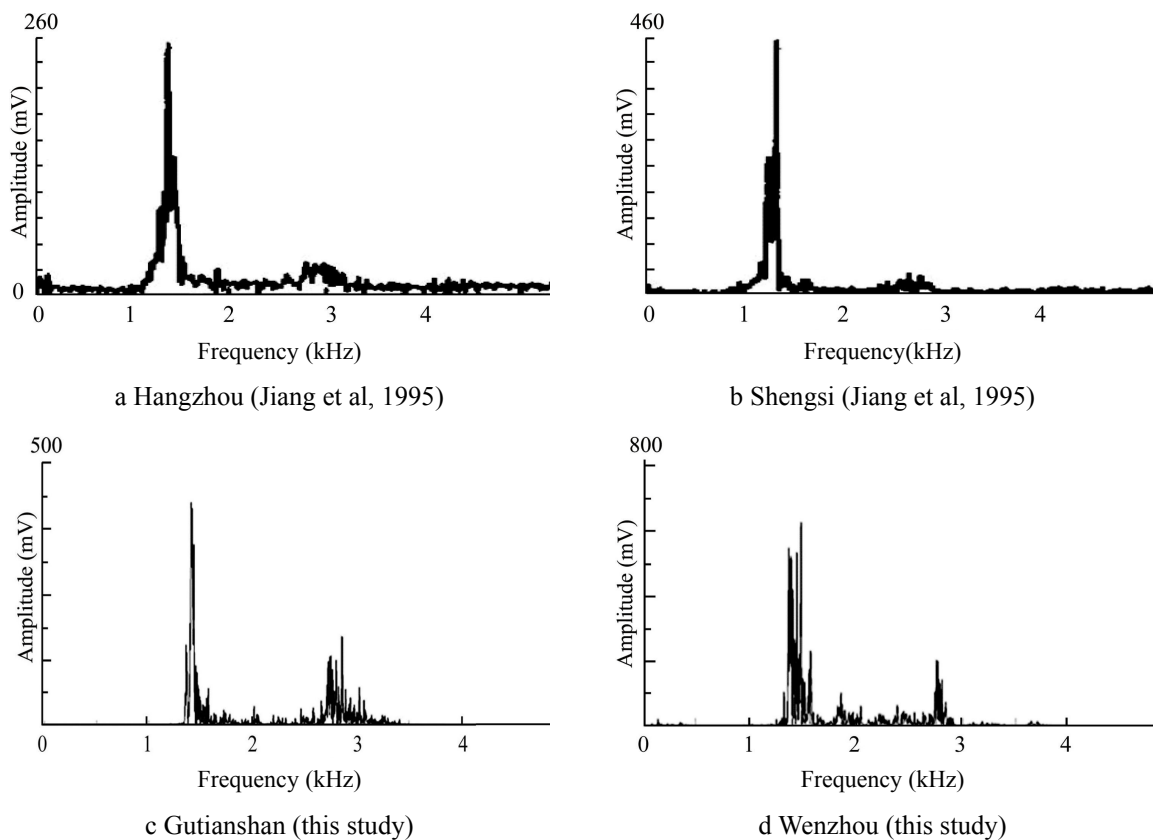 260
Amplitude (mV)
0
0 1 2 3 4
Frequency (kHz)
a Hangzhou (Jiang et al, 1995)
460
Amplitude (mV)
0 1 2 3 4
Frequency(kHz)
b Shengsi (Jiang et al, 1995)
500
Amplitude (mV)
0 1 2 3 4
Frequency (kHz)
c Gutianshan (this study)
800
Amplitude (mV)
0 1 2 3 4
Frequency (kHz)
d Wenzhou (this study)